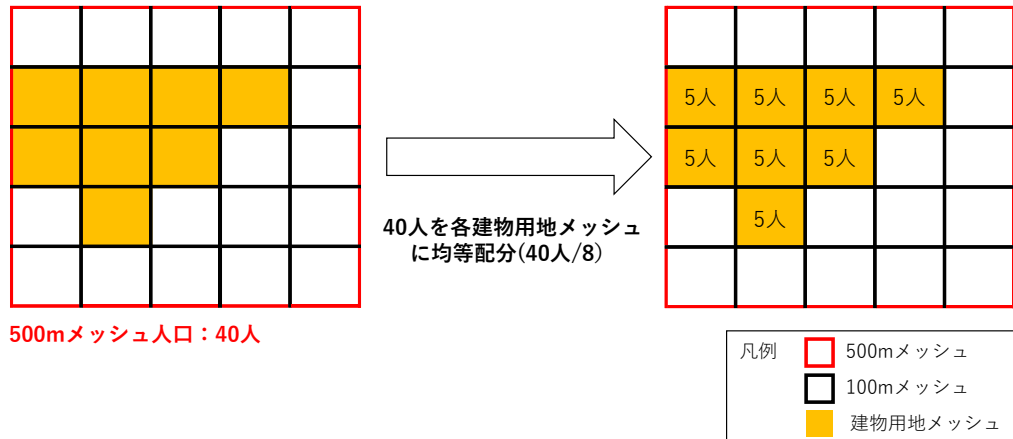 5人 5人 5人 5人
5人 5人 5人
5人
40人を各建物用地メッシュ
に均等配分(40人/8)
500mメッシュ人口：40人
凡例
500mメッシュ
100mメッシュ
建物用地メッシュ